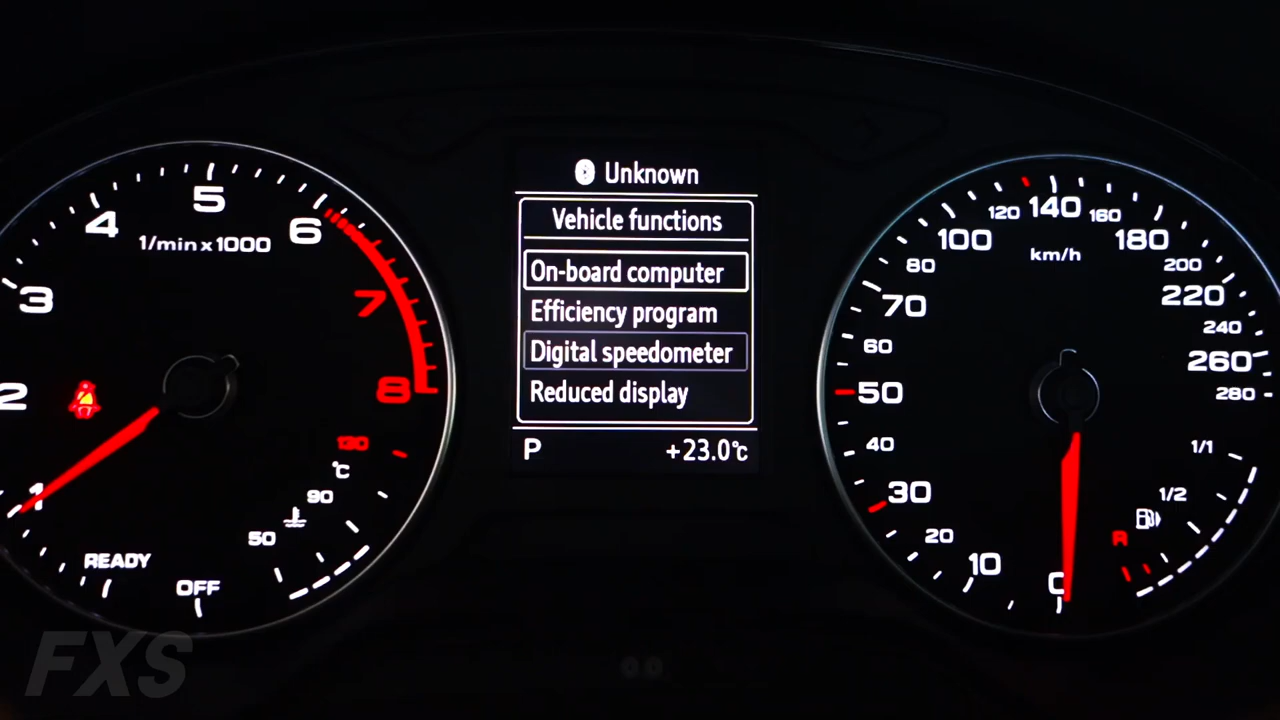 Unknown
Vehicle functions
On-board computer
Efficiency program
Digital speedometer
Reduced display
P +23.0°C
1/min x 1000
1
2
3
4
5
6
7
8
READY
OFF
130
°C
90
50
km/h
0
10
20
30
40
50
60
70
80
100
120
140
160
180
200
220
240
260
280
1/1
1/2
R
FXS